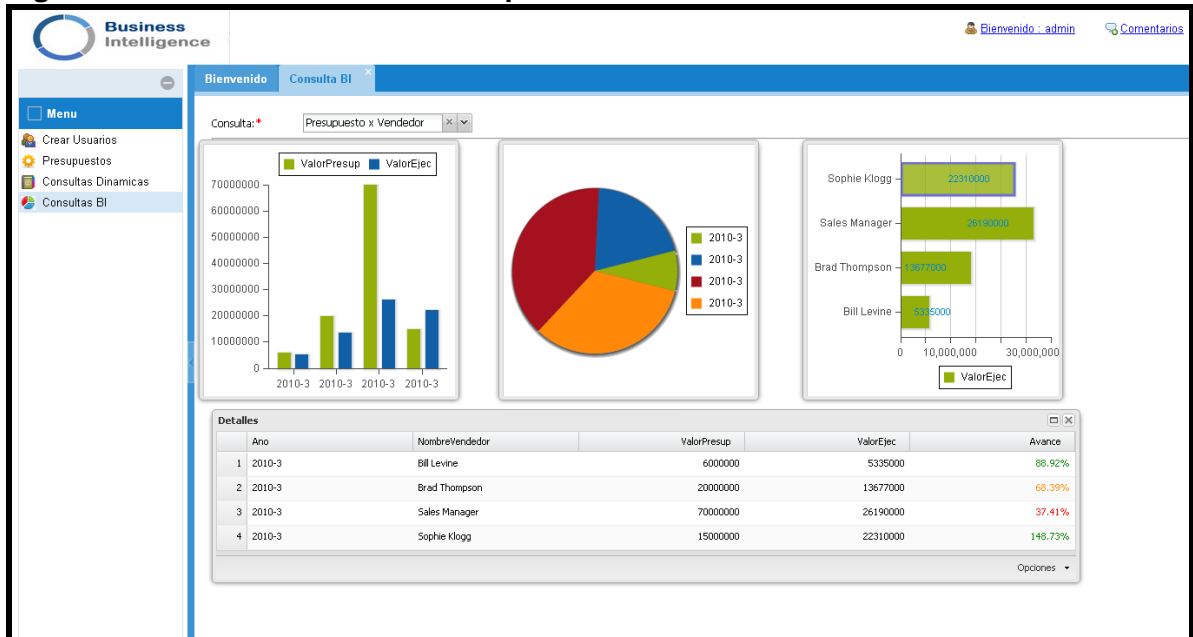 Business
Intelligence
Bienvenido : admin
Comentarios
Bienvenido
Consulta BI
Menu
Crear Usuarios
Presupuestos
Consultas Dinamicas
Consultas BI
Consulta:*
Presupuesto x Vendedor
ValorPresup ValorEjec
70000000
60000000
50000000
40000000
30000000
20000000
10000000
0
2010-3 2010-3 2010-3 2010-3
2010-3
2010-3
2010-3
2010-3
Sophie Klogg 22310000
Sales Manager 26190000
Brad Thompson 13677000
Bill Levine 5335000
0 10,000,000 30,000,000
ValorEjec
Detalles
Ano NombreVendedor ValorPresup ValorEjec Avance
1 2010-3 Bill Levine 6000000 5335000 88.92%
2 2010-3 Brad Thompson 20000000 13677000 68.39%
3 2010-3 Sales Manager 70000000 26190000 37.41%
4 2010-3 Sophie Klogg 15000000 22310000 148.73%
Opciones